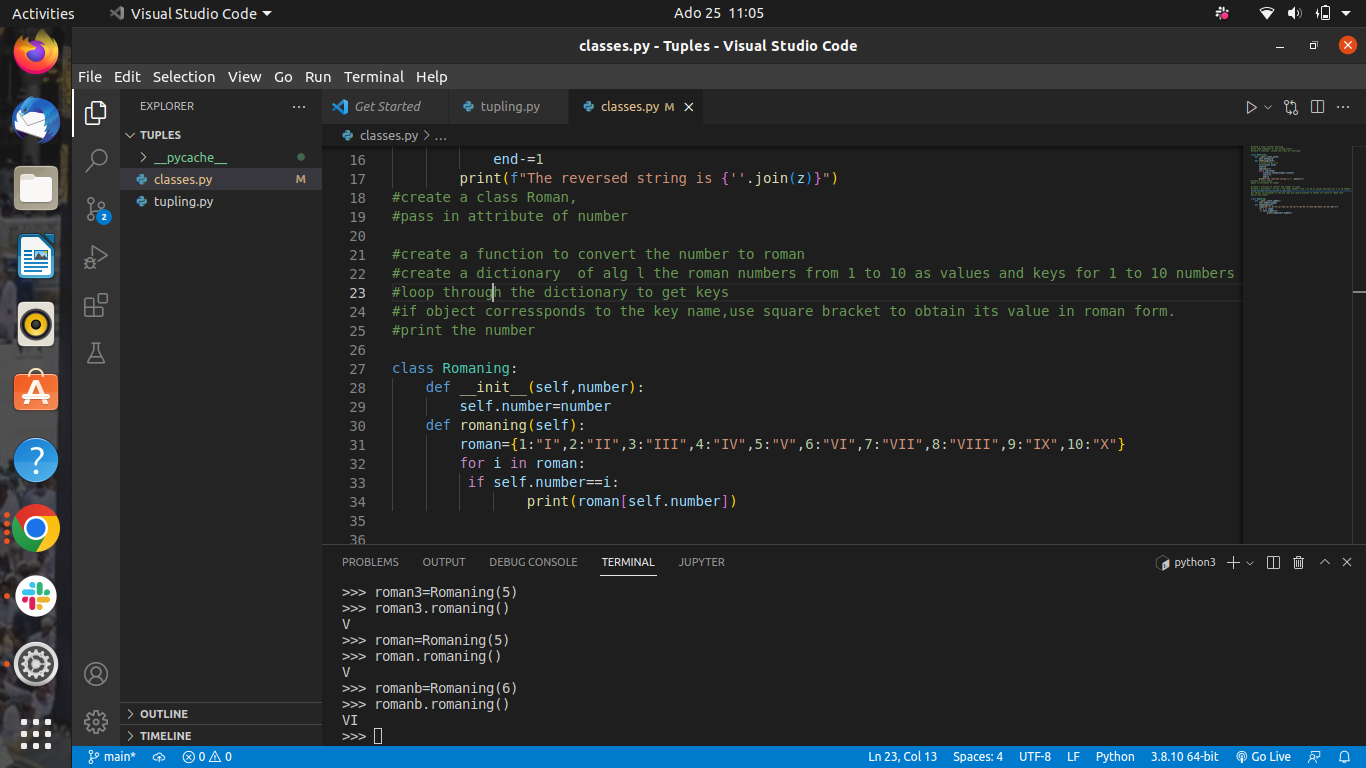 Activities
Visual Studio Code
Ado 25 11:05
classes.py - Tuples - Visual Studio Code
File Edit Selection View Go Run Terminal Help
EXPLORER
Get Started
tupling.py
classes.py M
TUPLES
classes.py > ...
__pycache__
classes.py M
tupling.py
2
16 end-=1
17 print(f"The reversed string is {''.join(z)}")
18 #create a class Roman,
19 #pass in attribute of number
20
21 #create a function to convert the number to roman
22 #create a dictionary  of alg l the roman numbers from 1 to 10 as values and keys for 1 to 10 numbers
23 #loop through the dictionary to get keys
24 #if object corressponds to the key name,use square bracket to obtain its value in roman form.
25 #print the number
26
27 class Romaning:
28 def __init__(self,number):
29 self.number=number
30 def romaning(self):
31 roman={1:"I",2:"II",3:"III",4:"IV",5:"V",6:"VI",7:"VII",8:"VIII",9:"IX",10:"X"}
32 for i in roman:
33 if self.number==i:
34 print(roman[self.number])
35
36
PROBLEMS OUTPUT DEBUG CONSOLE TERMINAL JUPYTER
python3
>>> roman3=Romaning(5)
>>> roman3.romaning()
V
>>> roman=Romaning(5)
>>> roman.romaning()
V
>>> romanb=Romaning(6)
>>> romanb.romaning()
VI
>>>
OUTLINE
TIMELINE
main* 0 0 Ln 23, Col 13 Spaces: 4 UTF-8 LF Python 3.8.10 64-bit Go Live